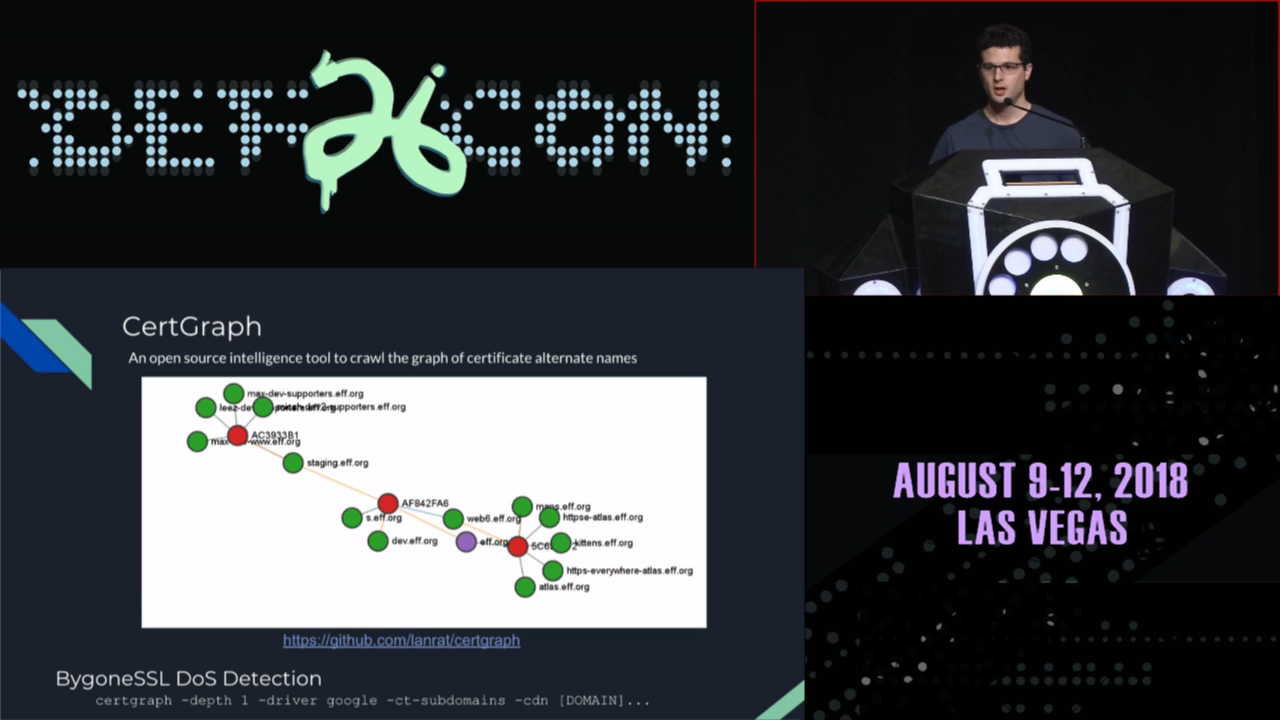 DEF CON
26
CertGraph
An open source intelligence tool to crawl the graph of certificate alternate names
max-dev-supporters.eff.org
AC3933B1
staging.eff.org
AF842FA6
s.eff.org
web6.eff.org
dev.eff.org
eff.org
maps.eff.org
httpse-atlas.eff.org
kittens.eff.org
https-everywhere-atlas.eff.org
atlas.eff.org
https://github.com/lanrat/certgraph
BygoneSSL DoS Detection
certgraph -depth 1 -driver google -ct-subdomains -cdn [DOMAIN]...
AUGUST 9-12, 2018
LAS VEGAS